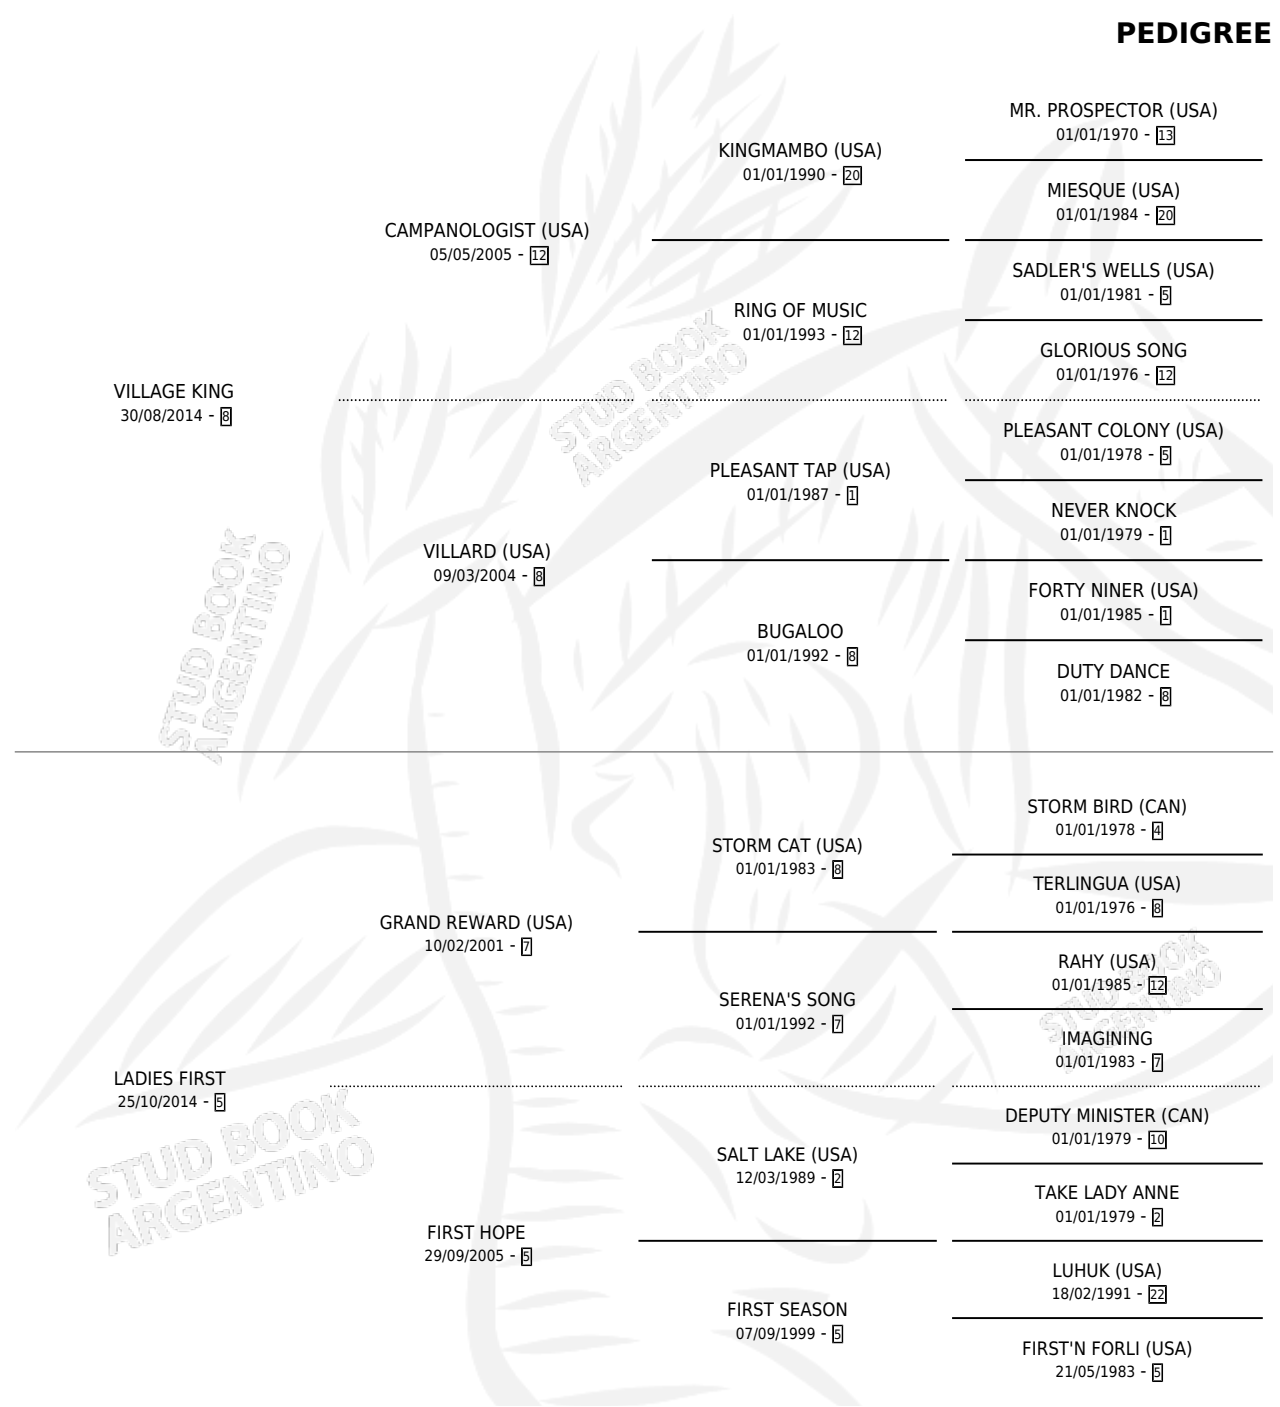 PEDIGREE
MR. PROSPECTOR (USA)
01/01/1970 - 13
KINGMAMBO (USA)
01/01/1990 - 20
MIESQUE (USA)
01/01/1984 - 20
CAMPANOLOGIST (USA)
05/05/2005 - 12
SADLER'S WELLS (USA)
01/01/1981 - 5
RING OF MUSIC
01/01/1993 - 12
GLORIOUS SONG
01/01/1976 - 12
VILLAGE KING
30/08/2014 - 8
STUD BOOK
ARGENTINO
PLEASANT COLONY (USA)
01/01/1978 - 5
PLEASANT TAP (USA)
01/01/1987 - 1
NEVER KNOCK
01/01/1979 - 1
VILLARD (USA)
09/03/2004 - 8
FORTY NINER (USA)
01/01/1985 - 1
BUGALOO
01/01/1992 - 8
DUTY DANCE
01/01/1982 - 8
STUD BOOK
ARGENTINO
STORM BIRD (CAN)
01/01/1978 - 4
STORM CAT (USA)
01/01/1983 - 8
TERLINGUA (USA)
01/01/1976 - 8
GRAND REWARD (USA)
10/02/2001 - 7
RAHY (USA)
01/01/1985 - 12
SERENA'S SONG
01/01/1992 - 7
IMAGINING
01/01/1983 - 7
STUD BOOK
ARGENTINO
LADIES FIRST
25/10/2014 - 5
DEPUTY MINISTER (CAN)
01/01/1979 - 10
SALT LAKE (USA)
12/03/1989 - 2
TAKE LADY ANNE
01/01/1979 - 2
STUD BOOK
ARGENTINO
FIRST HOPE
29/09/2005 - 5
LUHUK (USA)
18/02/1991 - 22
FIRST SEASON
07/09/1999 - 5
FIRST'N FORLI (USA)
21/05/1983 - 5